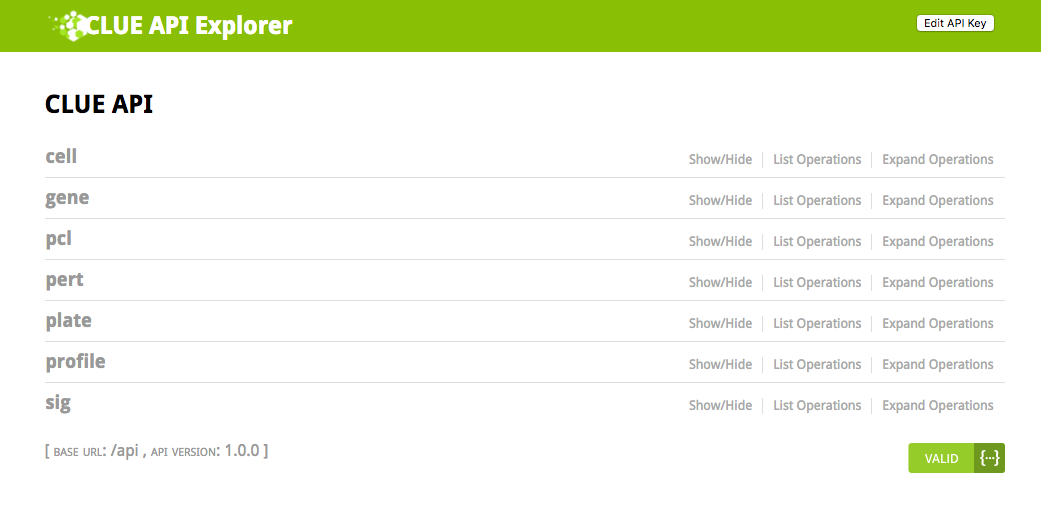 CLUE API Explorer Edit API Key
CLUE API
cell Show/Hide List Operations Expand Operations
gene Show/Hide List Operations Expand Operations
pcl Show/Hide List Operations Expand Operations
pert Show/Hide List Operations Expand Operations
plate Show/Hide List Operations Expand Operations
profile Show/Hide List Operations Expand Operations
sig Show/Hide List Operations Expand Operations
[ BASE URL: /api , API VERSION: 1.0.0 ]
VALID {···}